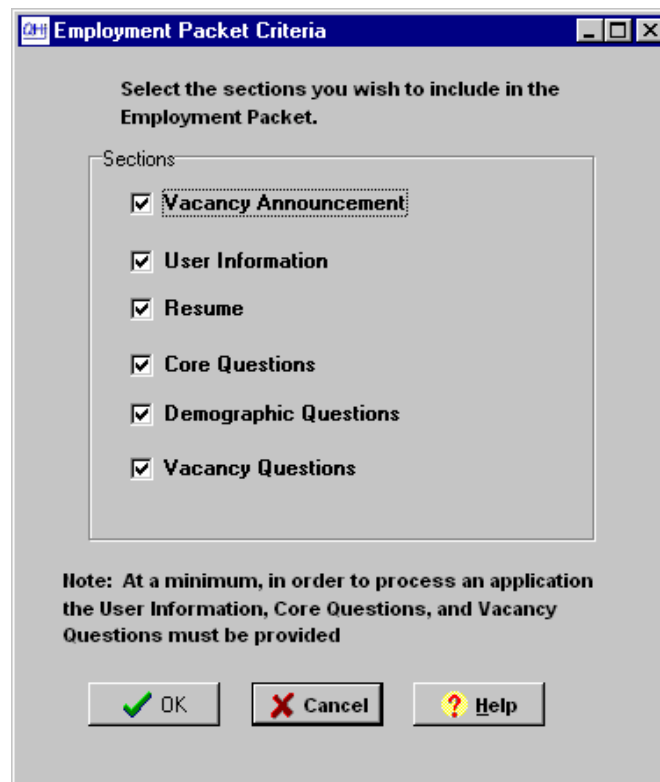 QHi Employment Packet Criteria
Select the sections you wish to include in the
Employment Packet.
Sections
Vacancy Announcement
User Information
Resume
Core Questions
Demographic Questions
Vacancy Questions
Note: At a minimum, in order to process an application
the User Information, Core Questions, and Vacancy
Questions must be provided
OK Cancel Help